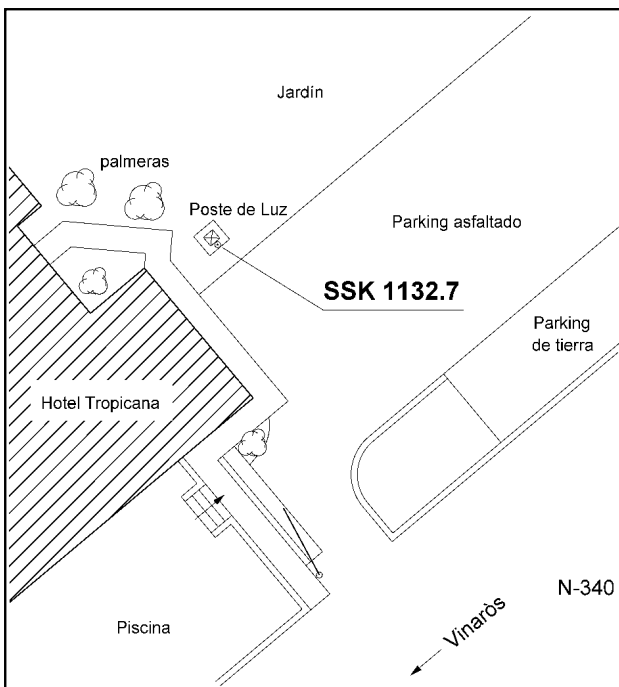 Jardín
palmeras
Poste de Luz
Parking asfaltado
SSK 1132.7
Parking
de tierra
Hotel Tropicana
N-340
Vinaròs
Piscina